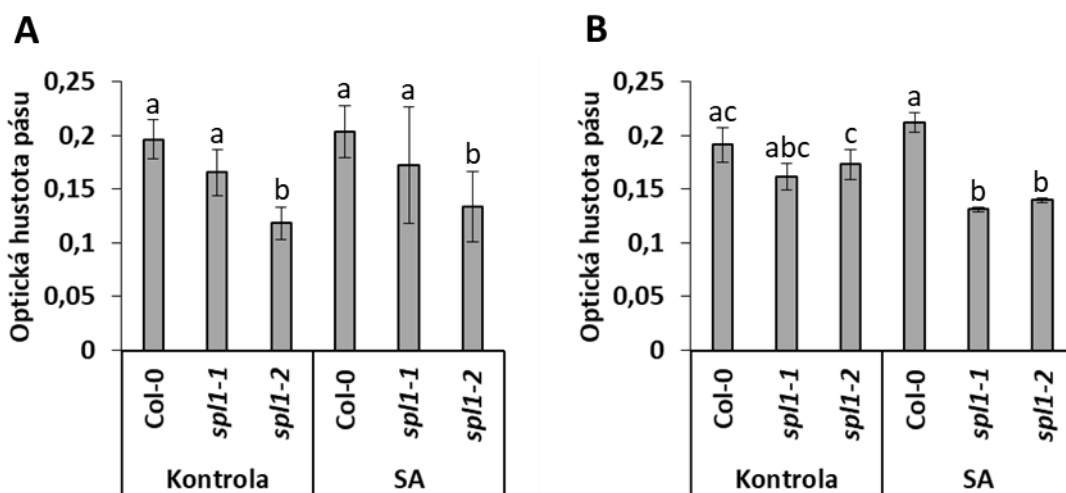 A
Optická hustota pásu
0,25
0,2
0,15
0,1
0,05
0
a
a
b
a
a
b
Col-0
spl1-1
spl1-2
Col-0
spl1-1
spl1-2
Kontrola
SA
B
Optická hustota pásu
0,25
0,2
0,15
0,1
0,05
0
ac
abc
c
a
b
b
Col-0
spl1-1
spl1-2
Col-0
spl1-1
spl1-2
Kontrola
SA